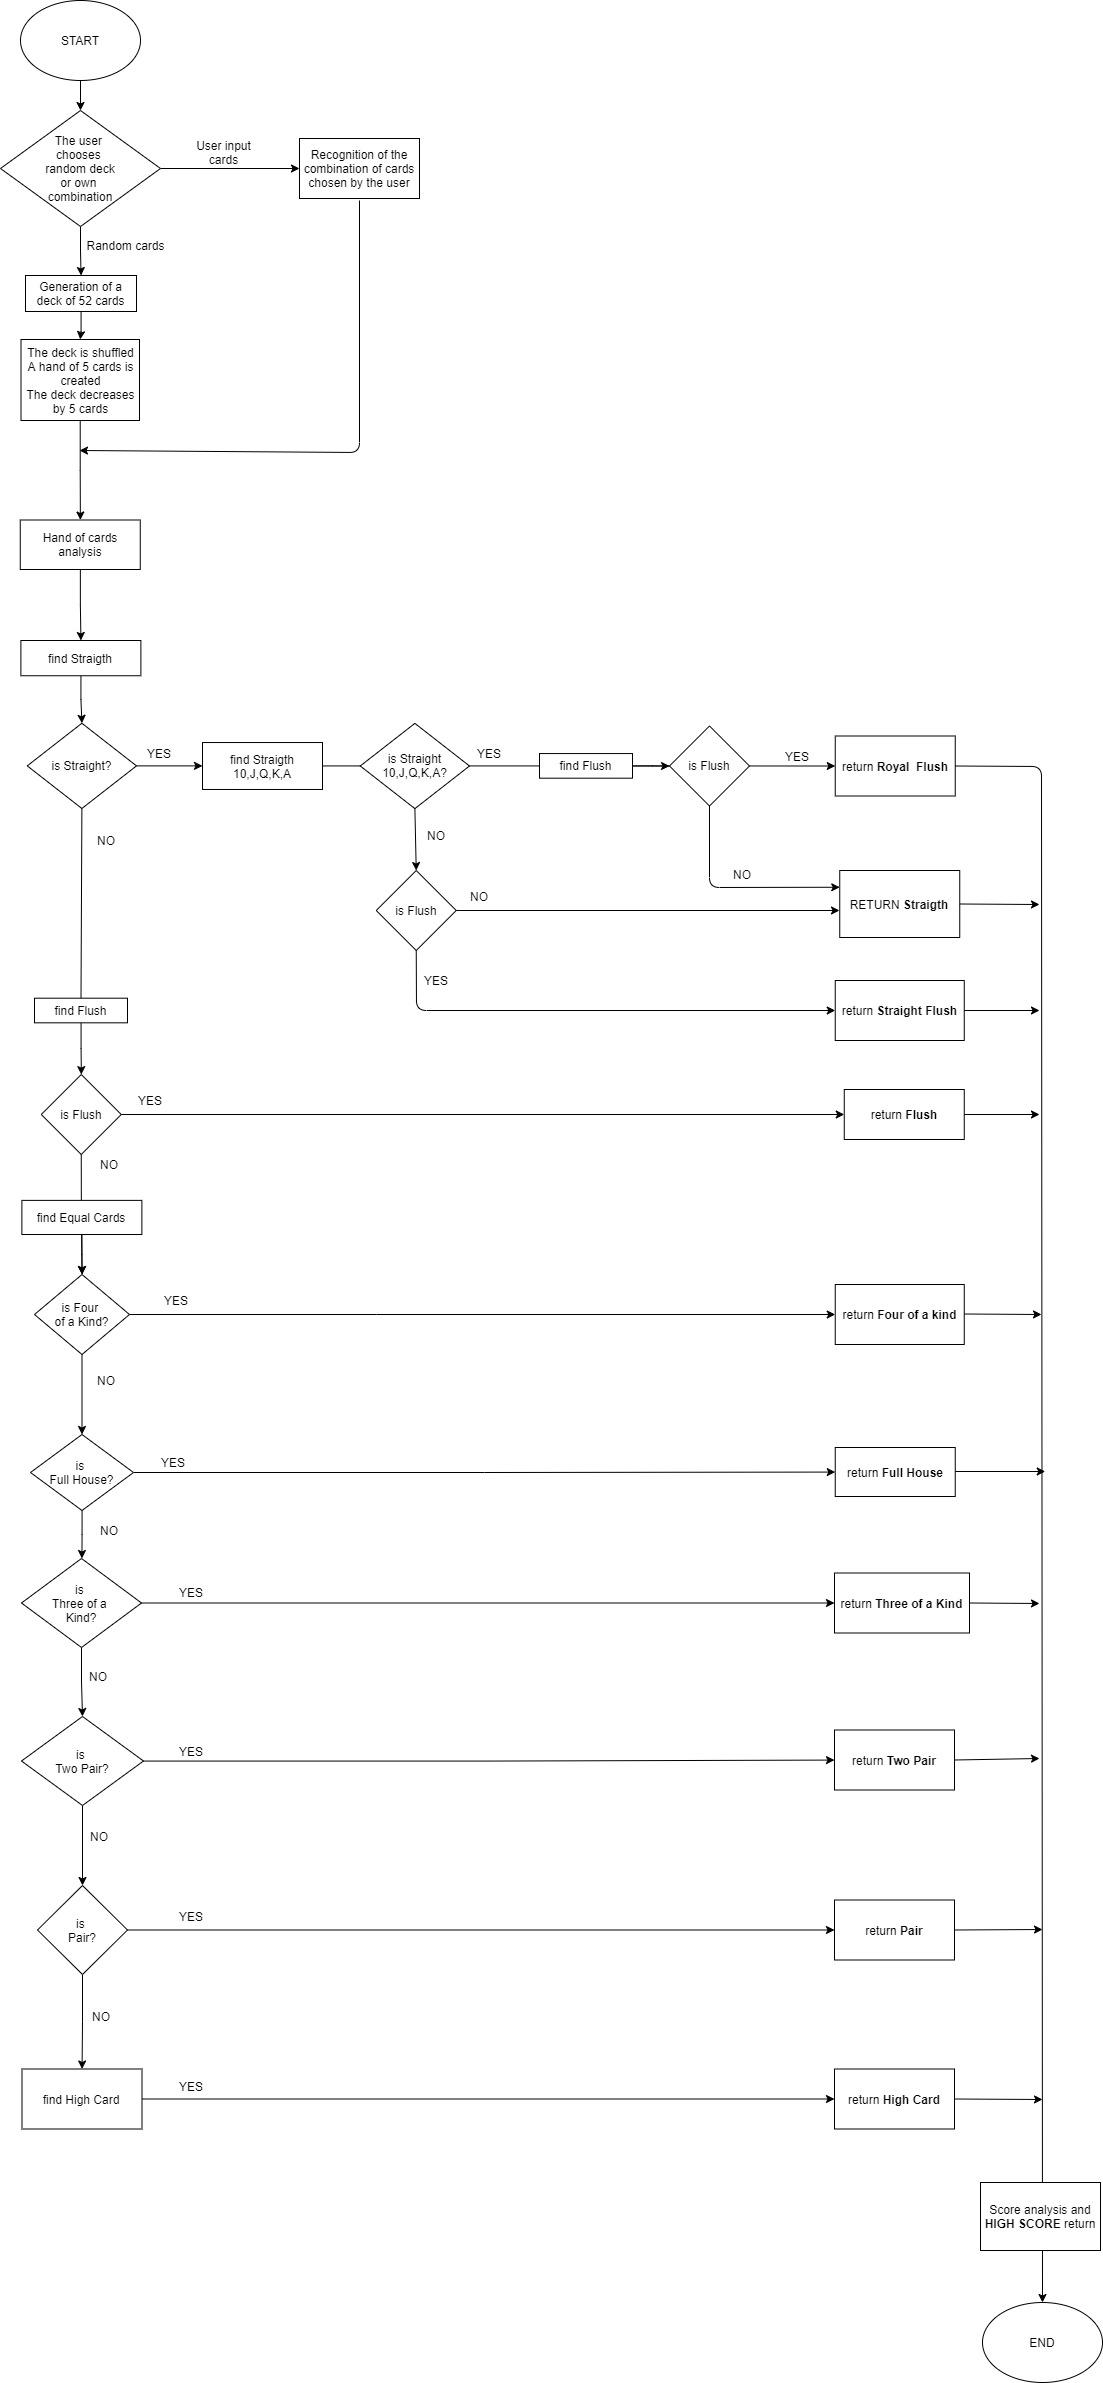 START
The user
chooses
random deck
or own
combination
User input
cards
Recognition of the
combination of cards
chosen by the user
Random cards
Generation of a
deck of 52 cards
The deck is shuffled
A hand of 5 cards is
created
The deck decreases
by 5 cards
Hand of cards
analysis
find Straigth
is Straight?
YES
find Straigth
10,J,Q,K,A
is Straight
10,J,Q,K,A?
YES
find Flush
is Flush
YES
return Royal Flush
NO
NO
NO
RETURN Straigth
is Flush
NO
YES
return Straight Flush
find Flush
is Flush
YES
return Flush
NO
find Equal Cards
is Four
of a Kind?
YES
return Four of a kind
NO
is
Full House?
YES
return Full House
NO
is
Three of a
Kind?
YES
return Three of a Kind
NO
is
Two Pair?
YES
return Two Pair
NO
is
Pair?
YES
return Pair
NO
find High Card
YES
return High Card
Score analysis and
HIGH SCORE return
END